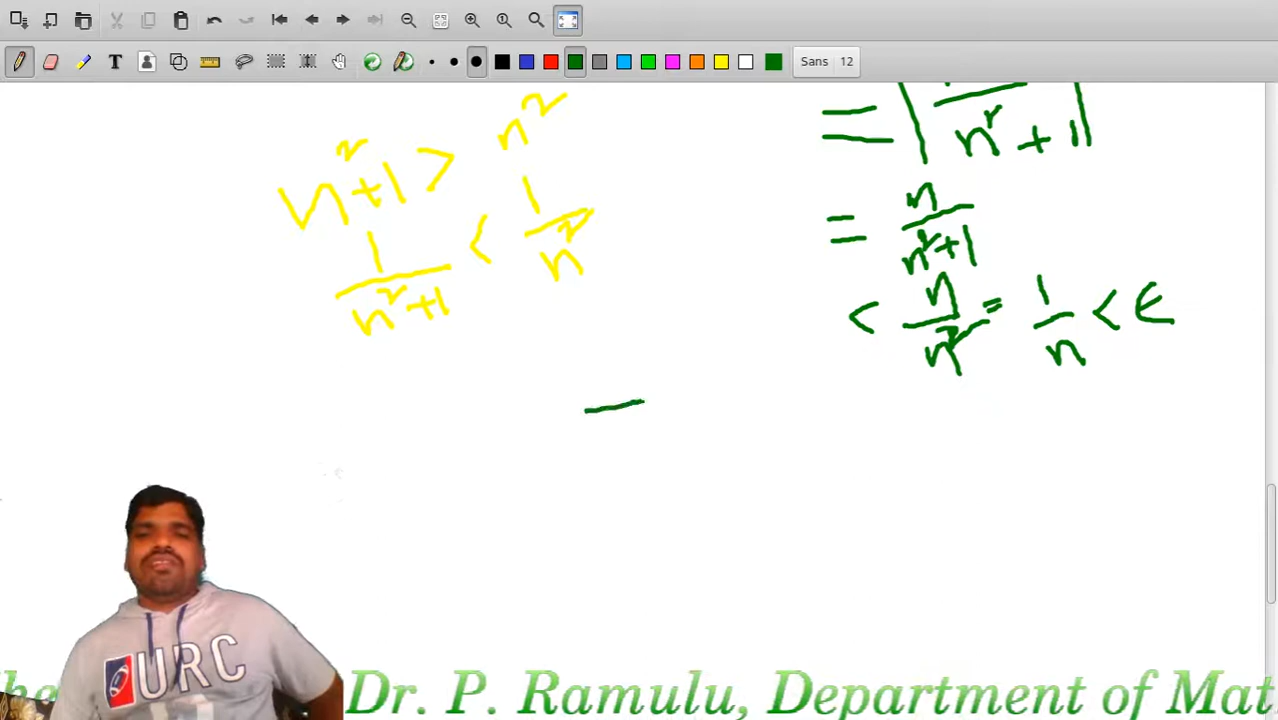 Sans 12
n² + 1 > n²
1/(n²+1) < 1/n²
n² + 1|
= n/(n²+1)
< n/n² = 1/n < ϵ
—
URC
Dr. P. Ramulu, Department of Mat